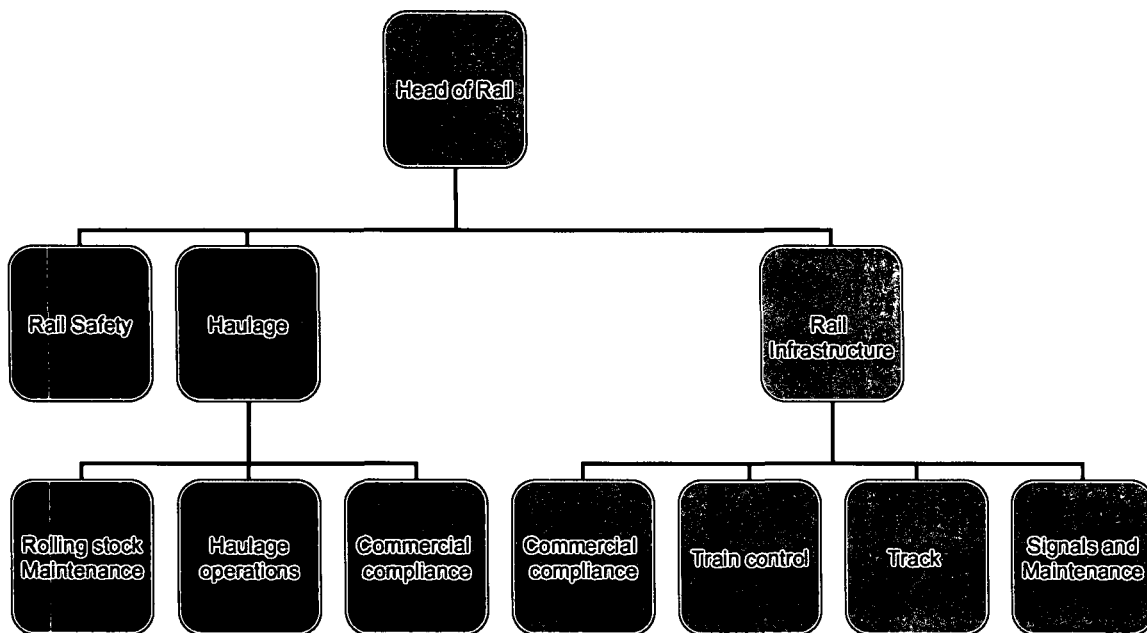 Head of Rail
Rail Safety
Haulage
Rail
Infrastructure
Rolling stock
Maintenance
Haulage
operations
Commercial
compliance
Commercial
compliance
Train control
Track
Signals and
Maintenance